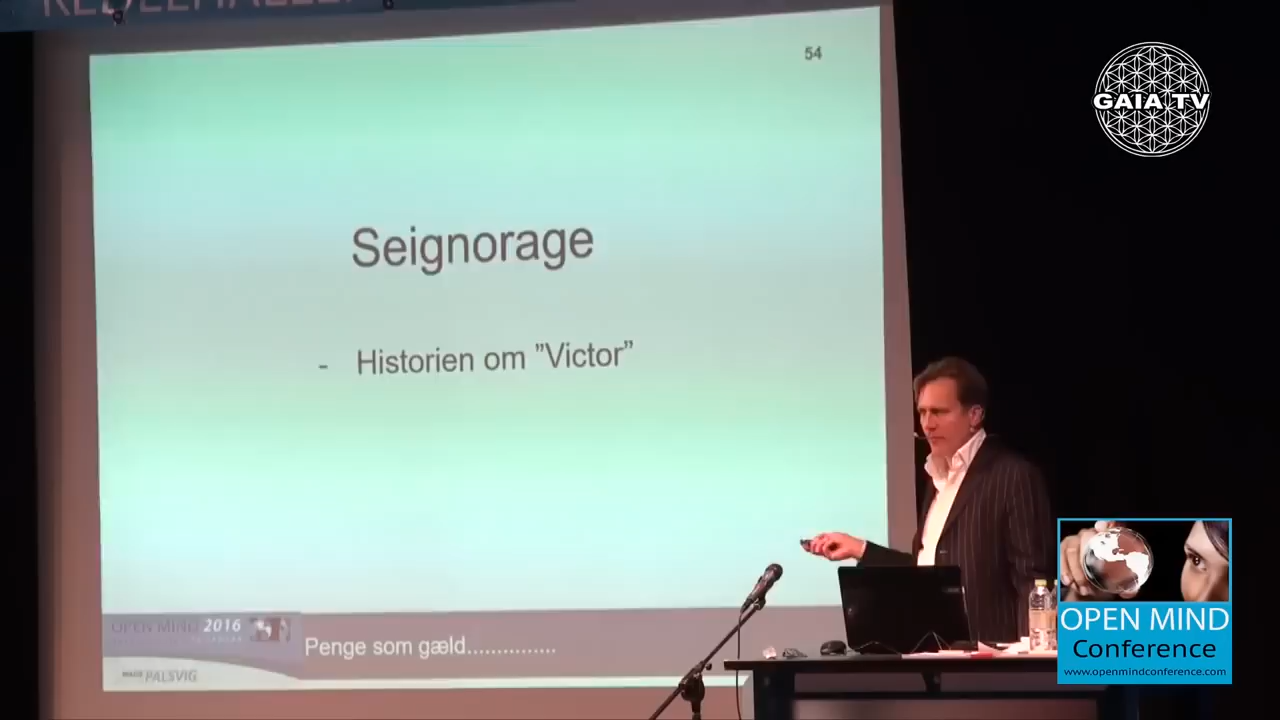 54
GAIA TV
Seignorage
- Historien om ”Victor”
OPEN MIND 2016
Penge som gæld...............
MADS PALSVIG
OPEN MIND
Conference
www.openmindconference.com